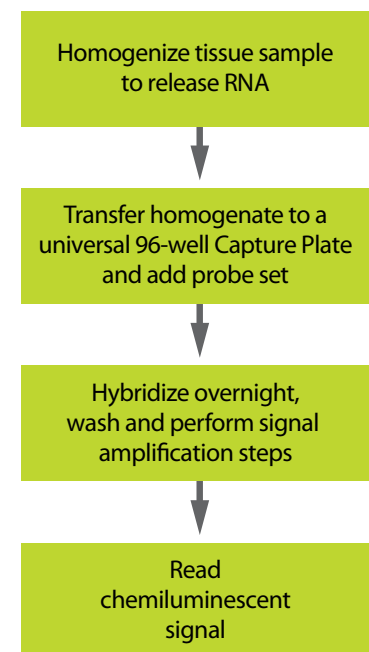 Homogenize tissue sample
to release RNA
Transfer homogenate to a
universal 96-well Capture Plate
and add probe set
Hybridize overnight,
wash and perform signal
amplification steps
Read
chemiluminescent
signal